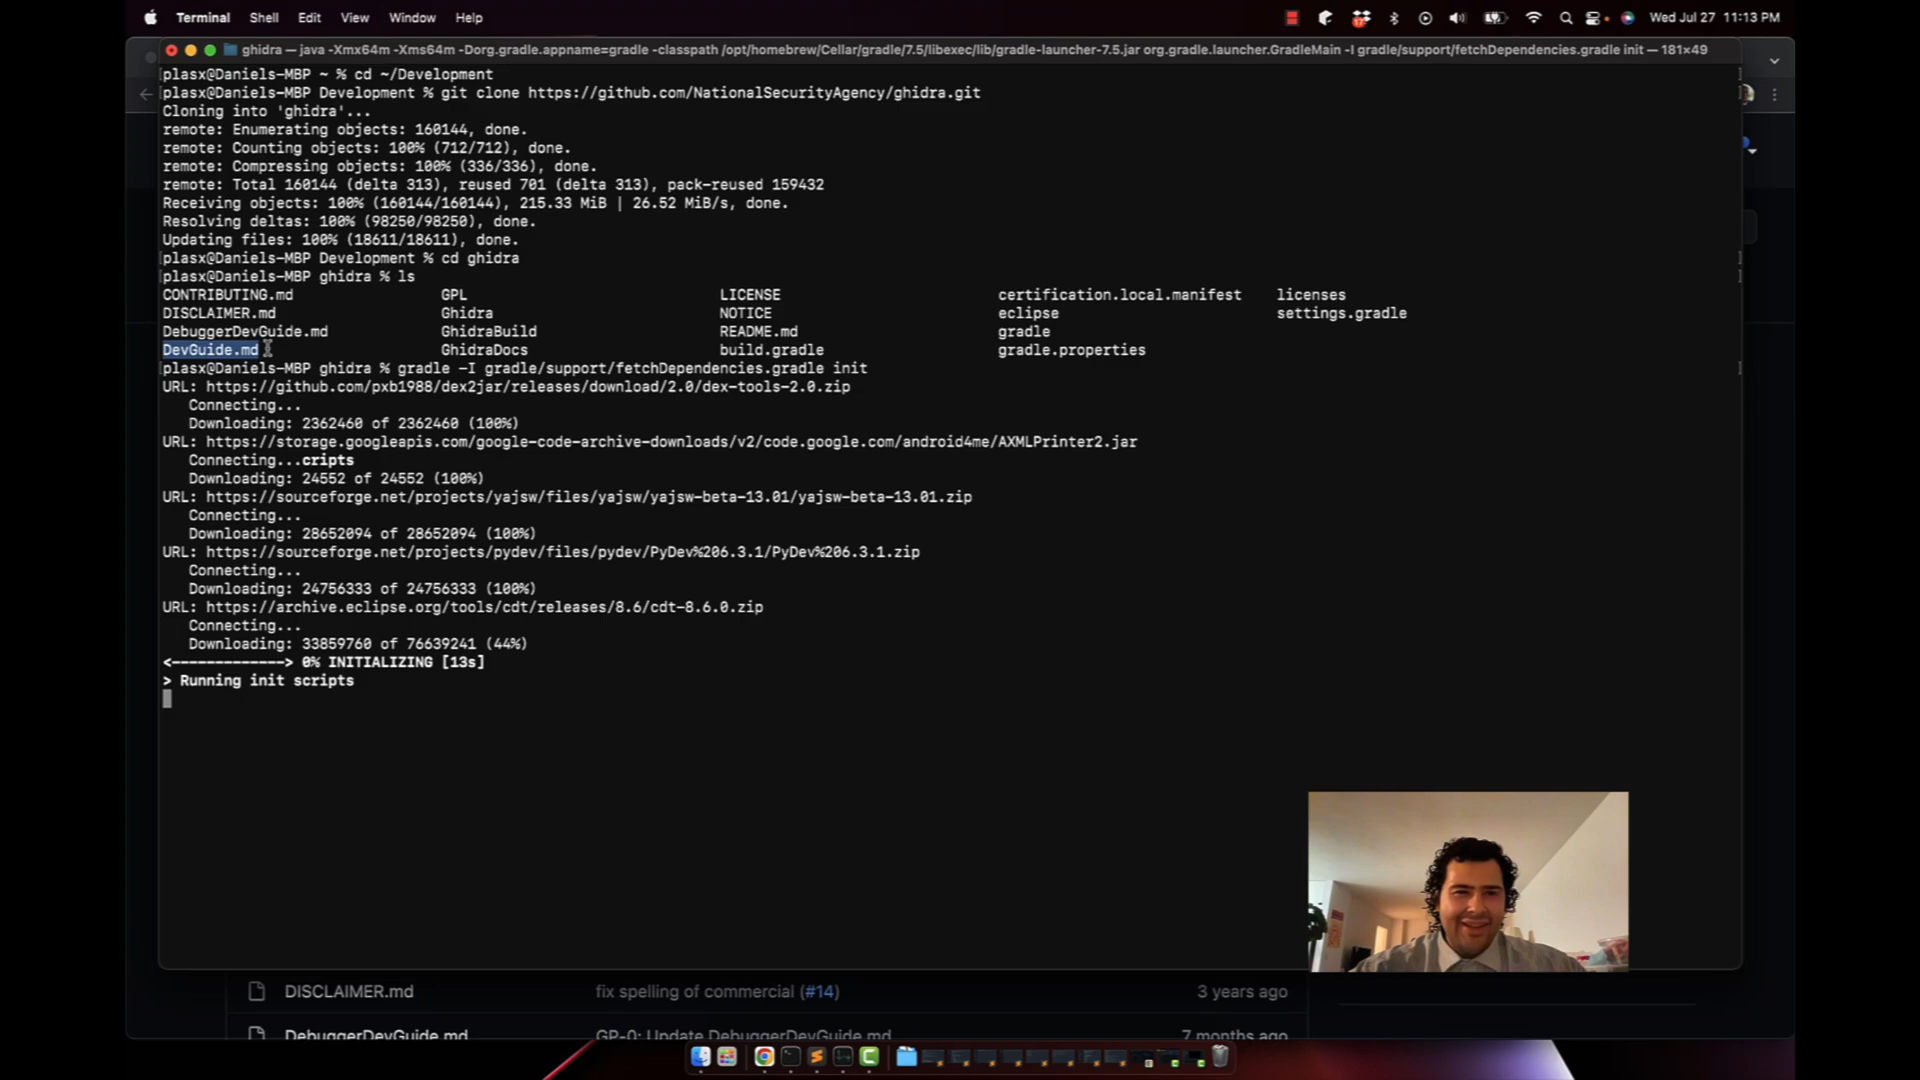 Terminal Shell Edit View Window Help 17 Wed Jul 27 11:13 PM
ghidra — java -Xmx64m -Xms64m -Dorg.gradle.appname=gradle -classpath /opt/homebrew/Cellar/gradle/7.5/libexec/lib/gradle-launcher-7.5.jar org.gradle.launcher.GradleMain -I gradle/support/fetchDependencies.gradle init — 181×49
[plasx@Daniels-MBP ~ % cd ~/Development ]
[plasx@Daniels-MBP Development % git clone https://github.com/NationalSecurityAgency/ghidra.git ]
Cloning into 'ghidra'...
remote: Enumerating objects: 160144, done.
remote: Counting objects: 100% (712/712), done.
remote: Compressing objects: 100% (336/336), done.
remote: Total 160144 (delta 313), reused 701 (delta 313), pack-reused 159432
Receiving objects: 100% (160144/160144), 215.33 MiB | 26.52 MiB/s, done.
Resolving deltas: 100% (98250/98250), done.
Updating files: 100% (18611/18611), done.
[plasx@Daniels-MBP Development % cd ghidra ]
[plasx@Daniels-MBP ghidra % ls ]
CONTRIBUTING.md GPL LICENSE certification.local.manifest licenses
DISCLAIMER.md Ghidra NOTICE eclipse settings.gradle
DebuggerDevGuide.md GhidraBuild README.md gradle
DevGuide.md GhidraDocs build.gradle gradle.properties
[plasx@Daniels-MBP ghidra % gradle -I gradle/support/fetchDependencies.gradle init ]
URL: https://github.com/pxb1988/dex2jar/releases/download/2.0/dex-tools-2.0.zip
Connecting...
Downloading: 2362460 of 2362460 (100%)
URL: https://storage.googleapis.com/google-code-archive-downloads/v2/code.google.com/android4me/AXMLPrinter2.jar
Connecting...cripts
Downloading: 24552 of 24552 (100%)
URL: https://sourceforge.net/projects/yajsw/files/yajsw/yajsw-beta-13.01/yajsw-beta-13.01.zip
Connecting...
Downloading: 28652094 of 28652094 (100%)
URL: https://sourceforge.net/projects/pydev/files/pydev/PyDev%206.3.1/PyDev%206.3.1.zip
Connecting...
Downloading: 24756333 of 24756333 (100%)
URL: https://archive.eclipse.org/tools/cdt/releases/8.6/cdt-8.6.0.zip
Connecting...
Downloading: 33859760 of 76639241 (44%)
<-------------> 0% INITIALIZING [13s]
> Running init scripts
DISCLAIMER.md fix spelling of commercial (#14) 3 years ago
DebuggerDevGuide.md GP-0: Update DebuggerDevGuide.md 7 months ago